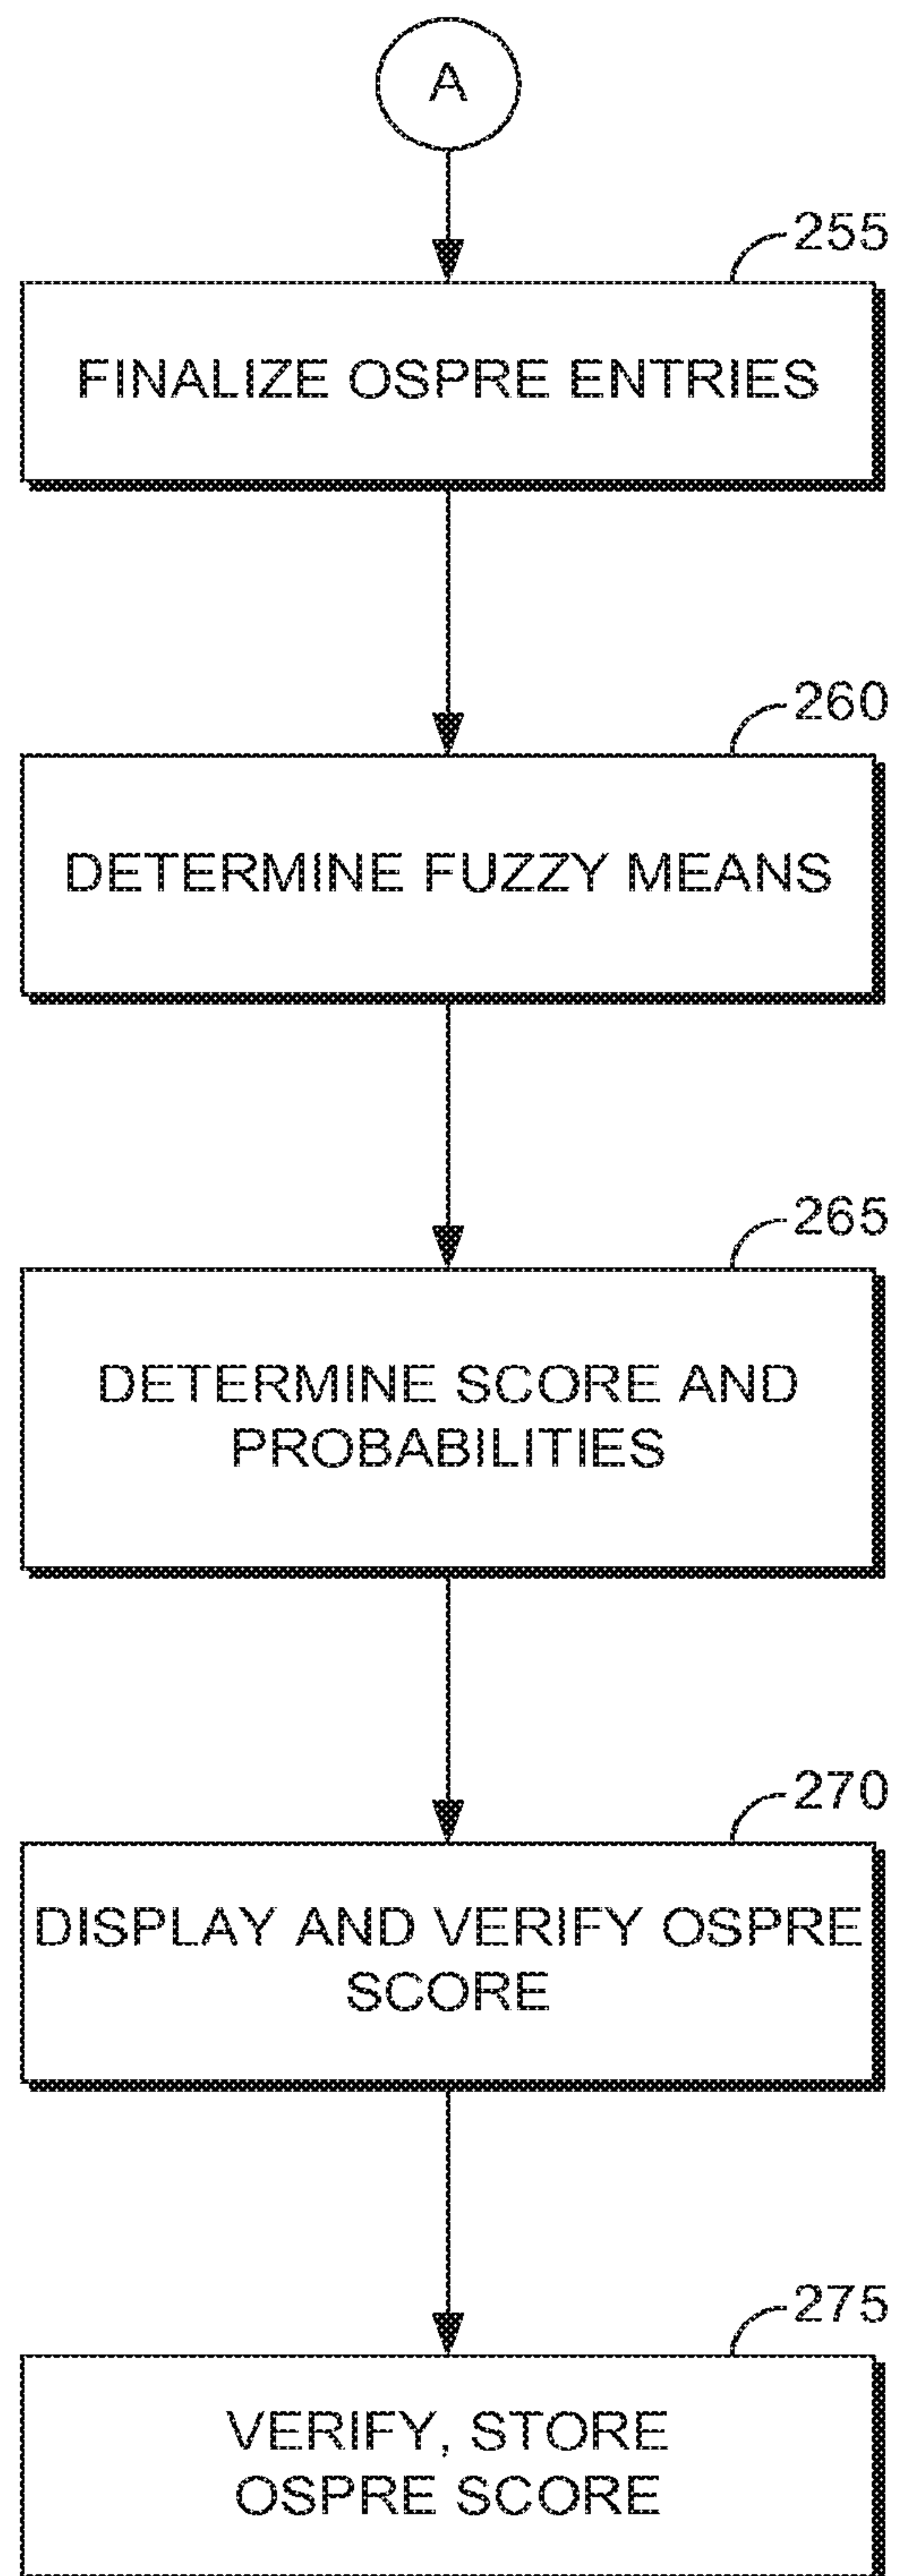 A
255
FINALIZE OSPRE ENTRIES
260
DETERMINE FUZZY MEANS
265
DETERMINE SCORE AND
PROBABILITIES
270
DISPLAY AND VERIFY OSPRE
SCORE
275
VERIFY, STORE
OSPRE SCORE